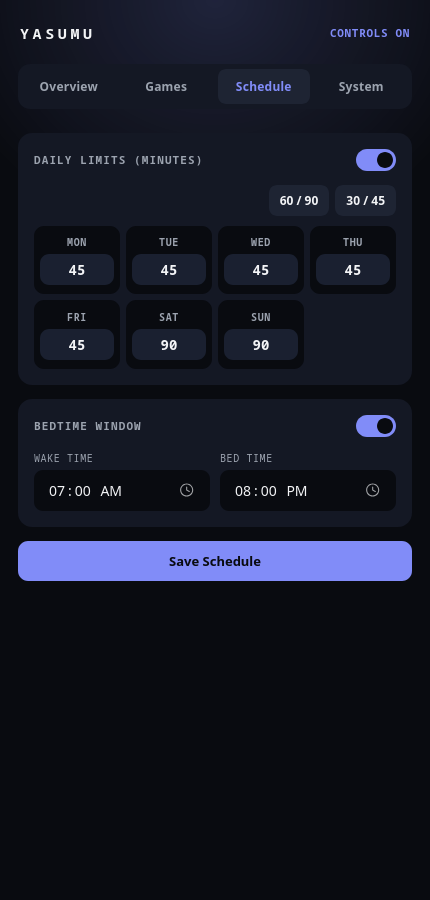 YASUMU
CONTROLS ON
Overview Games Schedule System
DAILY LIMITS (MINUTES)
60 / 90 30 / 45
MON TUE WED THU
45 45 45 45
FRI SAT SUN
45 90 90
BEDTIME WINDOW
WAKE TIME BED TIME
07:00 AM 08:00 PM
Save Schedule